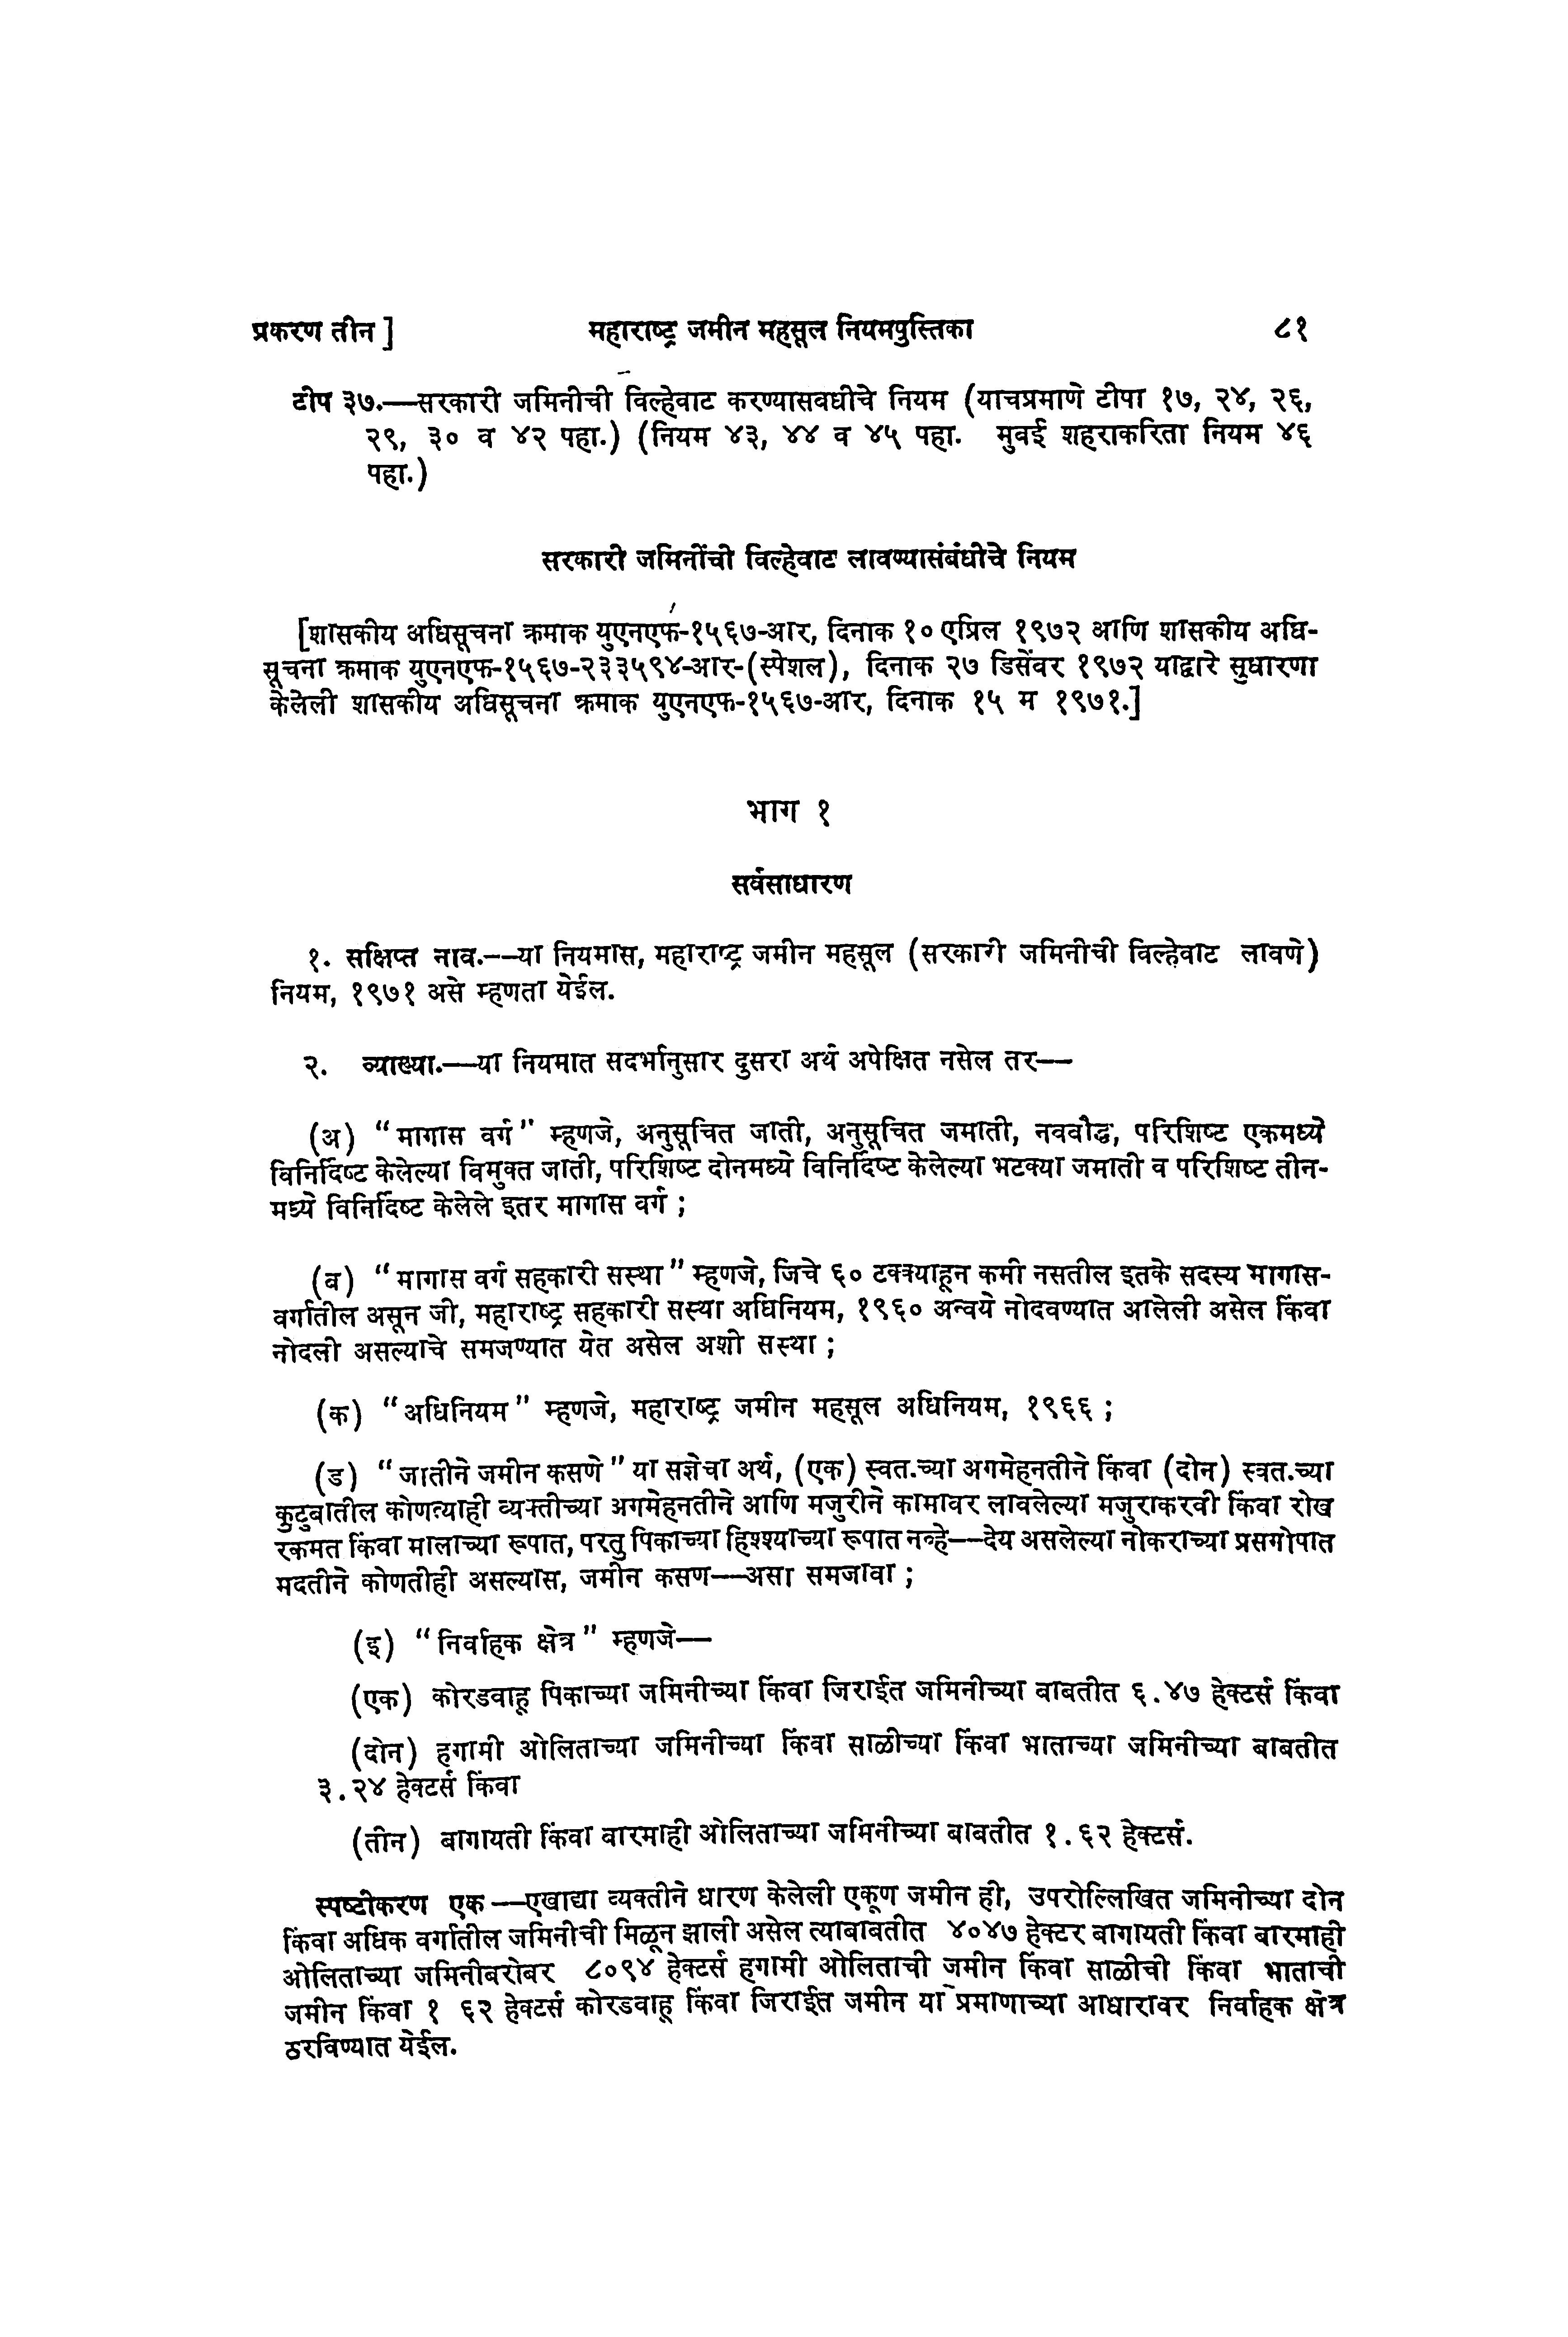 प्रकरण तीन] महाराष्ट्र जमीन महसूल नियमपुस्तिका ८१
टीप ३७.—सरकारी जमिनीची विल्हेवाट करण्यासवधीचे नियम (याचप्रमाणे टीपा १७, २४, २६,
२९, ३० व ४२ पहा.) (नियम ४३, ४४ व ४५ पहा. मुवई शहराकरिता नियम ४६
पहा.)
सरकारी जमिनींची विल्हेवाट लावण्यासंबंधीचे नियम
[शासकीय अधिसूचना क्रमाक युएनएफ-१५६७-आर, दिनाक १० एप्रिल १९७२ आणि शासकीय अधि-
सूचना क्रमाक युएनएफ-१५६७-२३३५९४-आर-(स्पेशल), दिनाक २७ डिसेंवर १९७२ याद्वारे सुधारणा
केलेली शासकीय अधिसूचना क्रमाक युएनएफ-१५६७-आर, दिनाक १५ म १९७१.]
भाग १
सर्वसाधारण
१. सक्षिप्त नाव.——या नियमास, महाराष्ट्र जमीन महसूल (सरकारी जमिनीची विल्हेवाट लावणे)
नियम, १९७१ असे म्हणता येईल.
२. व्याख्या.—या नियमात सदर्भानुसार दुसरा अर्थ अपेक्षित नसेल तर—
(अ) “मागास वर्ग” म्हणजे, अनुसूचित जाती, अनुसूचित जमाती, नववौद्ध, परिशिष्ट एकमध्ये
विनिर्दिष्ट केलेल्या विमुक्त जाती, परिशिष्ट दोनमध्ये विनिर्दिष्ट केलेल्या भटक्या जमाती व परिशिष्ट तीन-
मध्ये विनिर्दिष्ट केलेले इतर मागास वर्ग ;
(व) “मागास वर्ग सहकारी सस्था” म्हणजे, जिचे ६० टक्क्याहून कमी नसतील इतके सदस्य मागास-
वर्गातील असून जी, महाराष्ट्र सहकारी सस्था अधिनियम, १९६० अन्वये नोदवण्यात आलेली असेल किंवा
नोदली असल्याचे समजण्यात येत असेल अशी सस्था ;
(क) “अधिनियम” म्हणजे, महाराष्ट्र जमीन महसूल अधिनियम, १९६६ ;
(ड) “जातीने जमीन कसणे” या सज्ञेचा अर्थ, (एक) स्वत.च्या अगमेहनतीने किंवा (दोन) स्वत.च्या
कुटुवातील कोणत्याही व्यक्तीच्या अगमेहनतीने आणि मजुरीने कामावर लावलेल्या मजुराकरवी किंवा रोख
रकमत किंवा मालाच्या रूपात, परतु पिकाच्या हिश्श्याच्या रूपात नव्हे——देय असलेल्या नोकराच्या प्रसगोपात
मदतीने कोणतीही असल्यास, जमीन कसण—असा समजावा ;
(इ) “निर्वाहक क्षेत्र” म्हणजे—
(एक) कोरडवाहू पिकाच्या जमिनीच्या किंवा जिराईत जमिनीच्या वाबतीत ६.४७ हेक्टर्स किंवा
(दोन) हगामी ओलिताच्या जमिनीच्या किंवा साळीच्या किंवा भाताच्या जमिनीच्या बाबतीत
३.२४ हेक्टर्स किंवा
(तीन) बागायती किंवा वारमाही ओलिताच्या जमिनीच्या बाबतीत १.६२ हेक्टर्स.
स्पष्टीकरण एक—एखाद्या व्यक्तीने धारण केलेली एकूण जमीन ही, उपरोल्लिखित जमिनीच्या दोन
किंवा अधिक वर्गातील जमिनीची मिळून झाली असेल त्याबाबतीत ४०४७ हेक्टर बागायती किंवा बारमाही
ओलिताच्या जमिनीबरोबर ८०९४ हेक्टर्स हगामी ओलिताची जमीन किंवा साळीची किंवा भाताची
जमीन किंवा १ ६२ हेक्टर्स कोरडवाहू किंवा जिराईत जमीन या प्रमाणाच्या आधारावर निर्वाहक क्षेत्र
ठरविण्यात येईल.